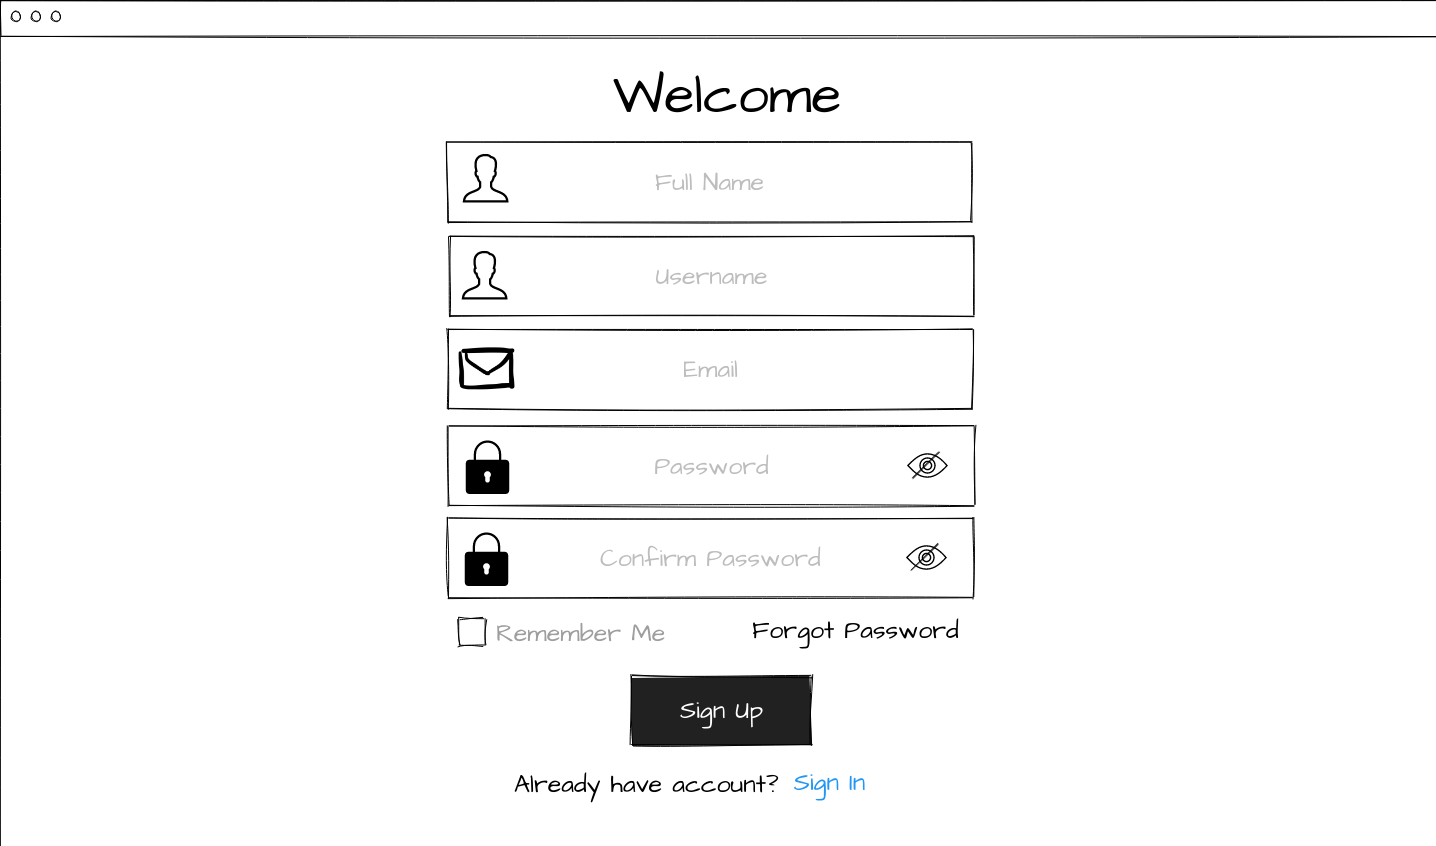 Welcome
Full Name
Username
Email
Password
Confirm Password
Remember Me Forgot Password
Sign Up
Already have account? Sign In